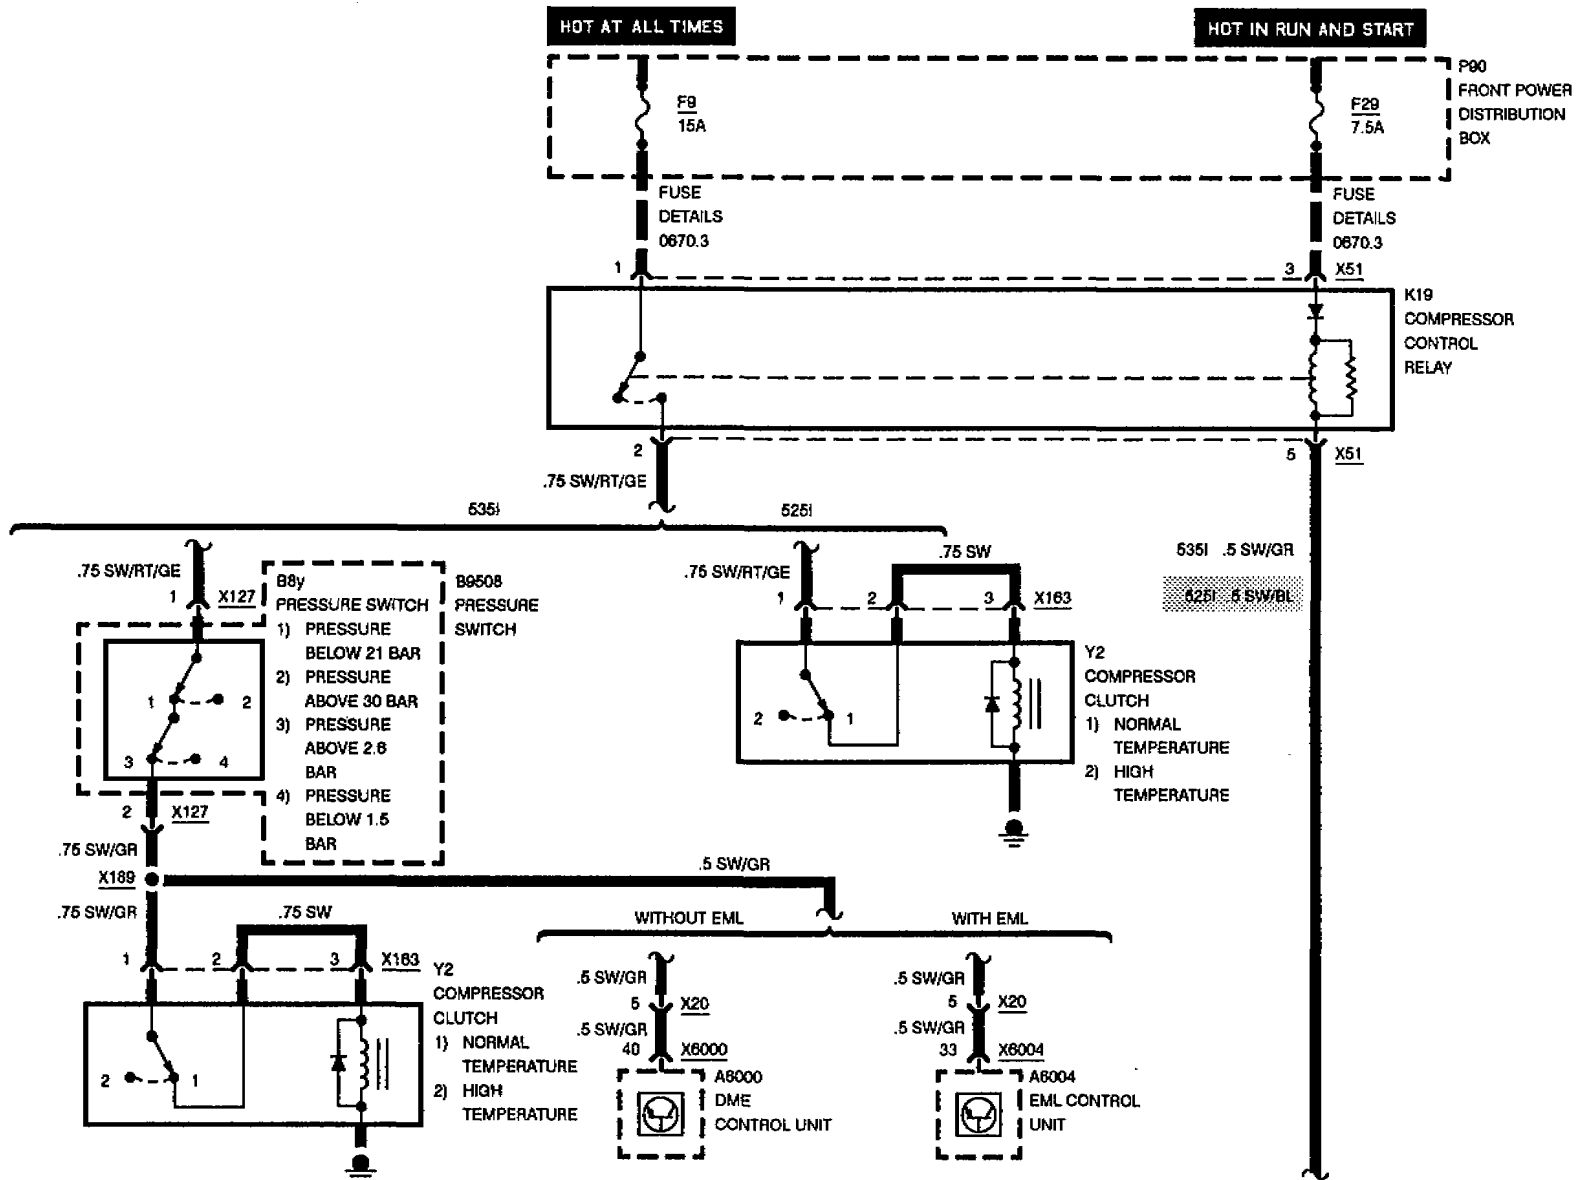 HOT AT ALL TIMES
HOT IN RUN AND START
P90
FRONT POWER
DISTRIBUTION
BOX
F9
15A
F29
7.5A
FUSE
DETAILS
0670.3
FUSE
DETAILS
0670.3
1
3
X51
K19
COMPRESSOR
CONTROL
RELAY
2
5
X51
.75 SW/RT/GE
535I
525I
535I .5 SW/GR
525I .5 SW/BL
.75 SW/RT/GE
1
X127
B8y
PRESSURE SWITCH
1) PRESSURE
BELOW 21 BAR
2) PRESSURE
ABOVE 30 BAR
3) PRESSURE
ABOVE 2.6
BAR
4) PRESSURE
BELOW 1.5
BAR
B9508
PRESSURE
SWITCH
1
2
3
4
2
X127
.75 SW/GR
X189
.75 SW/GR
.75 SW/RT/GE
.75 SW
1
2
3
X163
Y2
COMPRESSOR
CLUTCH
1) NORMAL
TEMPERATURE
2) HIGH
TEMPERATURE
2
1
.5 SW/GR
.75 SW
1
2
3
X163
Y2
COMPRESSOR
CLUTCH
1) NORMAL
TEMPERATURE
2) HIGH
TEMPERATURE
2
1
WITHOUT EML
WITH EML
.5 SW/GR
5
X20
.5 SW/GR
40
X6000
A6000
DME
CONTROL UNIT
.5 SW/GR
5
X20
.5 SW/GR
33
X6004
A6004
EML CONTROL
UNIT